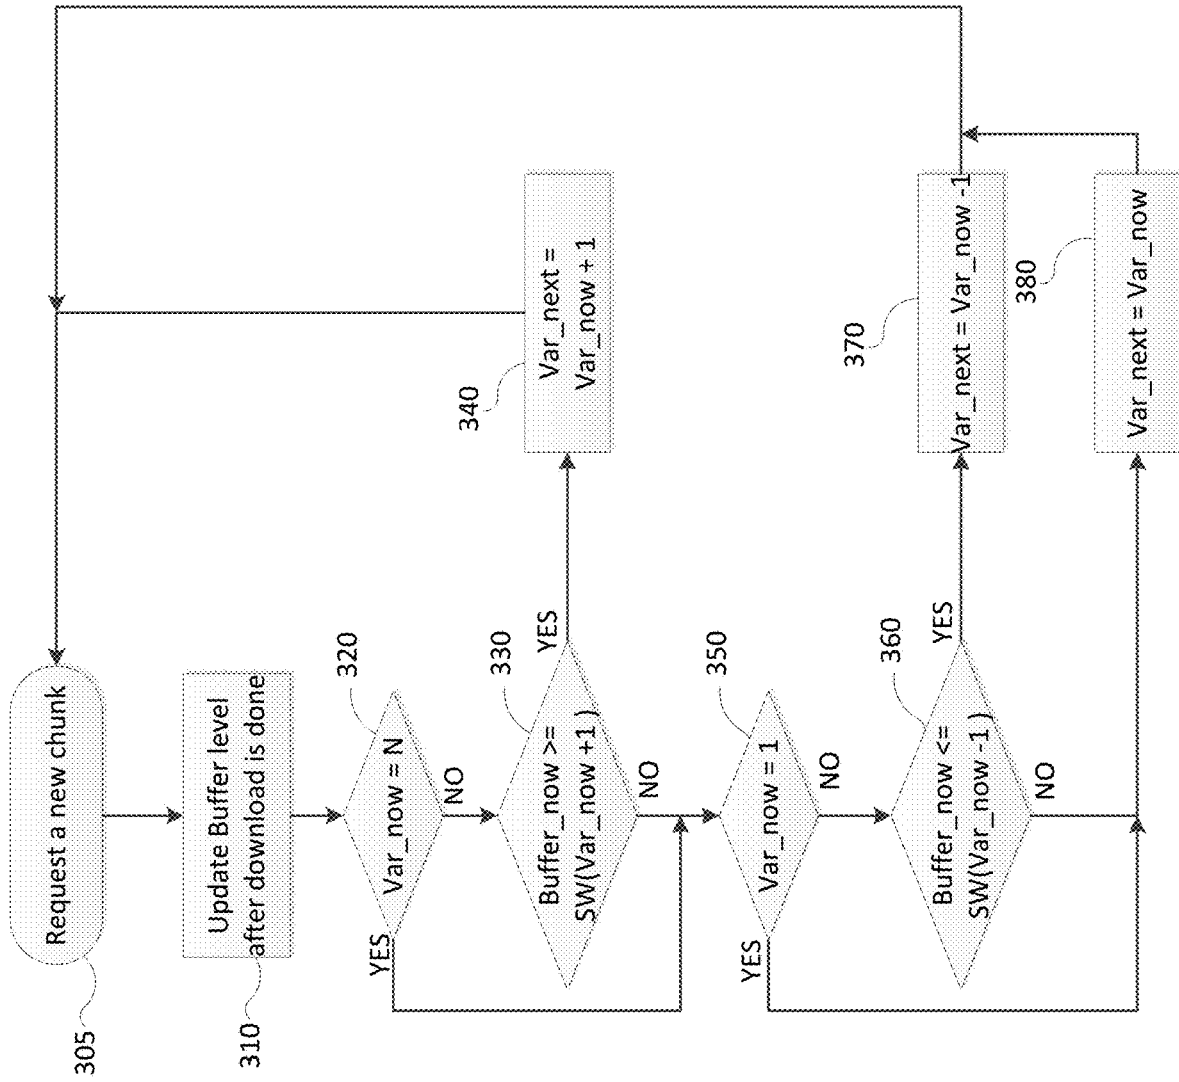 Request a new chunk
305
Update Buffer level
after download is done
310
320
Var_now = N
YES
NO
330
Buffer_now >=
SW(Var_now +1 )
YES
NO
340
Var_next =
Var_now + 1
350
Var_now = 1
YES
NO
360
Buffer_now <=
SW(Var_now -1 )
YES
NO
370
Var_next = Var_now -1
380
Var_next = Var_now